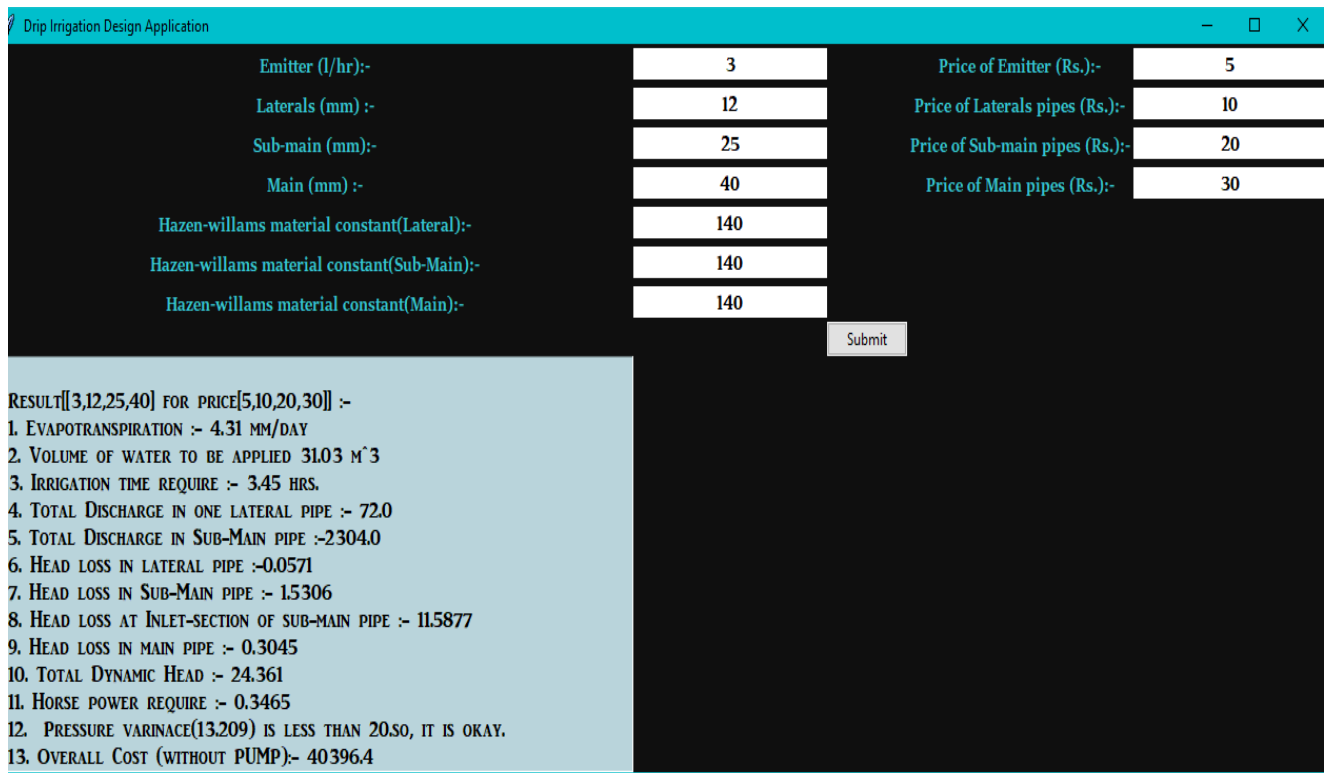 Drip Irrigation Design Application
Emitter (l/hr):- 3 Price of Emitter (Rs.):- 5
Laterals (mm) :- 12 Price of Laterals pipes (Rs.):- 10
Sub-main (mm):- 25 Price of Sub-main pipes (Rs.):- 20
Main (mm) :- 40 Price of Main pipes (Rs.):- 30
Hazen-willams material constant(Lateral):- 140
Hazen-willams material constant(Sub-Main):- 140
Hazen-willams material constant(Main):- 140
Submit
Result[[3,12,25,40] for price[5,10,20,30]] :-
1. Evapotranspiration :- 4.31 mm/day
2. Volume of water to be applied 31.03 m^3
3. Irrigation time require :- 3.45 hrs.
4. Total Discharge in one lateral pipe :- 72.0
5. Total Discharge in Sub-Main pipe :-2304.0
6. Head loss in lateral pipe :-0.0571
7. Head loss in Sub-Main pipe :- 1.5306
8. Head loss at Inlet-section of sub-main pipe :- 11.5877
9. Head loss in main pipe :- 0.3045
10. Total Dynamic Head :- 24.361
11. Horse power require :- 0.3465
12. Pressure varinace(13.209) is less than 20.so, it is okay.
13. Overall Cost (without PUMP):- 40396.4